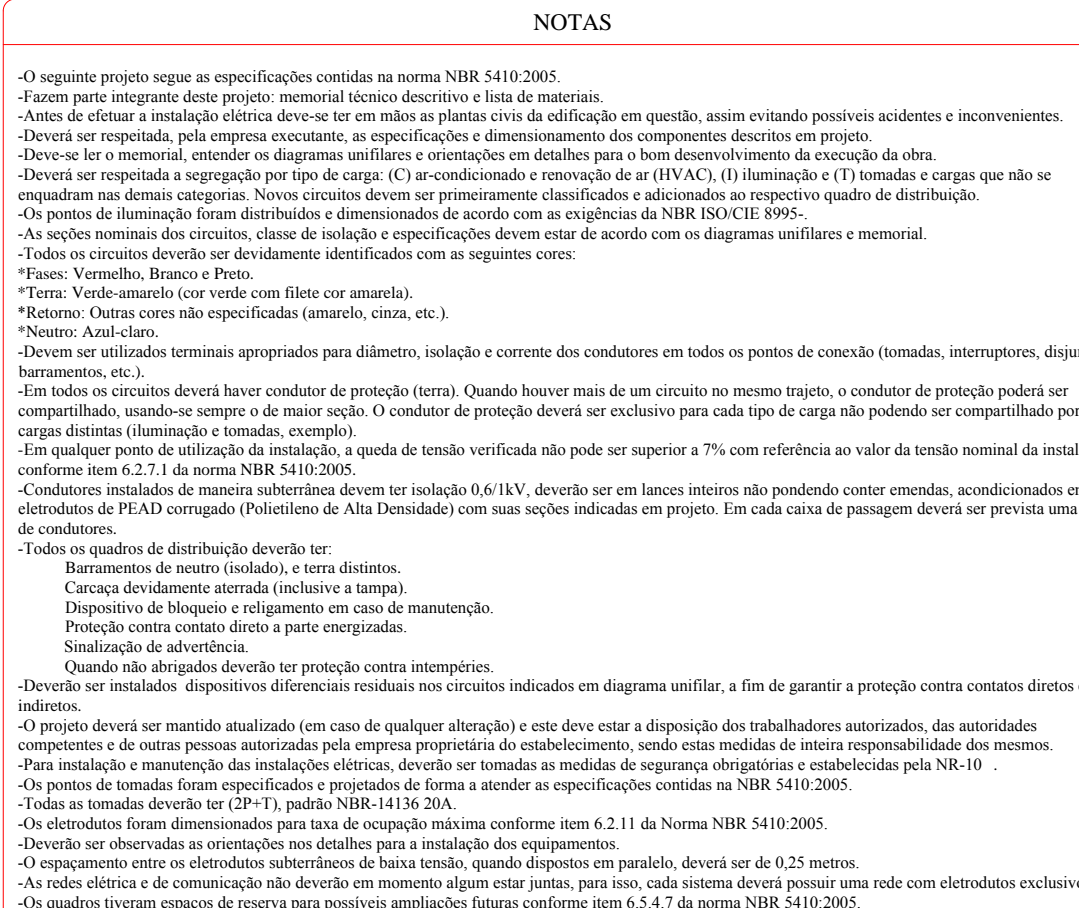 NOTAS
-O seguinte projeto segue as especificações contidas na norma NBR 5410:2005.
-Fazem parte integrante deste projeto: memorial técnico descritivo e lista de materiais.
-Antes de efetuar a instalação elétrica deve-se ter em mãos as plantas civis da edificação em questão, assim evitando possíveis acidentes e inconvenientes.
-Deverá ser respeitada, pela empresa executante, as especificações e dimensionamento dos componentes descritos em projeto.
-Deve-se ler o memorial, entender os diagramas unifilares e orientações em detalhes para o bom desenvolvimento da execução da obra.
-Deverá ser respeitada a segregação por tipo de carga: (C) ar-condicionado e renovação de ar (HVAC), (I) iluminação e (T) tomadas e cargas que não se
enquadram nas demais categorias. Novos circuitos devem ser primeiramente classificados e adicionados ao respectivo quadro de distribuição.
-Os pontos de iluminação foram distribuídos e dimensionados de acordo com as exigências da NBR ISO/CIE 8995-.
-As seções nominais dos circuitos, classe de isolação e especificações devem estar de acordo com os diagramas unifilares e memorial.
-Todos os circuitos deverão ser devidamente identificados com as seguintes cores:
*Fases: Vermelho, Branco e Preto.
*Terra: Verde-amarelo (cor verde com filete cor amarela).
*Retorno: Outras cores não especificadas (amarelo, cinza, etc.).
*Neutro: Azul-claro.
-Devem ser utilizados terminais apropriados para diâmetro, isolação e corrente dos condutores em todos os pontos de conexão (tomadas, interruptores,
barramentos, etc.).
-Em todos os circuitos deverá haver condutor de proteção (terra). Quando houver mais de um circuito no mesmo trajeto, o condutor de proteção poderá ser
compartilhado, usando-se sempre o de maior seção. O condutor de proteção deverá ser exclusivo para cada tipo de carga não podendo ser compartilhado por
cargas distintas (iluminação e tomadas, exemplo).
-Em qualquer ponto de utilização da instalação, a queda de tensão verificada não pode ser superior a 7% com referência ao valor da tensão nominal da
conforme item 6.2.7.1 da norma NBR 5410:2005.
-Condutores instalados de maneira subterrânea devem ter isolação 0,6/1kV, deverão ser em lances inteiros não pondendo conter emendas, acondicionados
eletrodutos de PEAD corrugado (Polietileno de Alta Densidade) com suas seções indicadas em projeto. Em cada caixa de passagem deverá ser prevista uma
de condutores.
-Todos os quadros de distribuição deverão ter:
Barramentos de neutro (isolado), e terra distintos.
Carcaça devidamente aterrada (inclusive a tampa).
Dispositivo de bloqueio e religamento em caso de manutenção.
Proteção contra contato direto a parte energizadas.
Sinalização de advertência.
Quando não abrigados deverão ter proteção contra intempéries.
-Deverão ser instalados dispositivos diferenciais residuais nos circuitos indicados em diagrama unifilar, a fim de garantir a proteção contra contatos diretos
indiretos.
-O projeto deverá ser mantido atualizado (em caso de qualquer alteração) e este deve estar a disposição dos trabalhadores autorizados, das autoridades
competentes e de outras pessoas autorizadas pela empresa proprietária do estabelecimento, sendo estas medidas de inteira responsabilidade dos mesmos.
-Para instalação e manutenção das instalações elétricas, deverão ser tomadas as medidas de segurança obrigatórias e estabelecidas pela NR-10 .
-Os pontos de tomadas foram especificados e projetados de forma a atender as especificações contidas na NBR 5410:2005.
-Todas as tomadas deverão ter (2P+T), padrão NBR-14136 20A.
-Os eletrodutos foram dimensionados para taxa de ocupação máxima conforme item 6.2.11 da Norma NBR 5410:2005.
-Deverão ser observadas as orientações nos detalhes para a instalação dos equipamentos.
-O espaçamento entre os eletrodutos subterrâneos de baixa tensão, quando dispostos em paralelo, deverá ser de 0,25 metros.
-As redes elétrica e de comunicação não deverão em momento algum estar juntas, para isso, cada sistema deverá possuir uma rede com eletrodutos
-Os quadros tiveram espaços de reserva para possíveis ampliações futuras conforme item 6.5.4.7 da norma NBR 5410:2005.